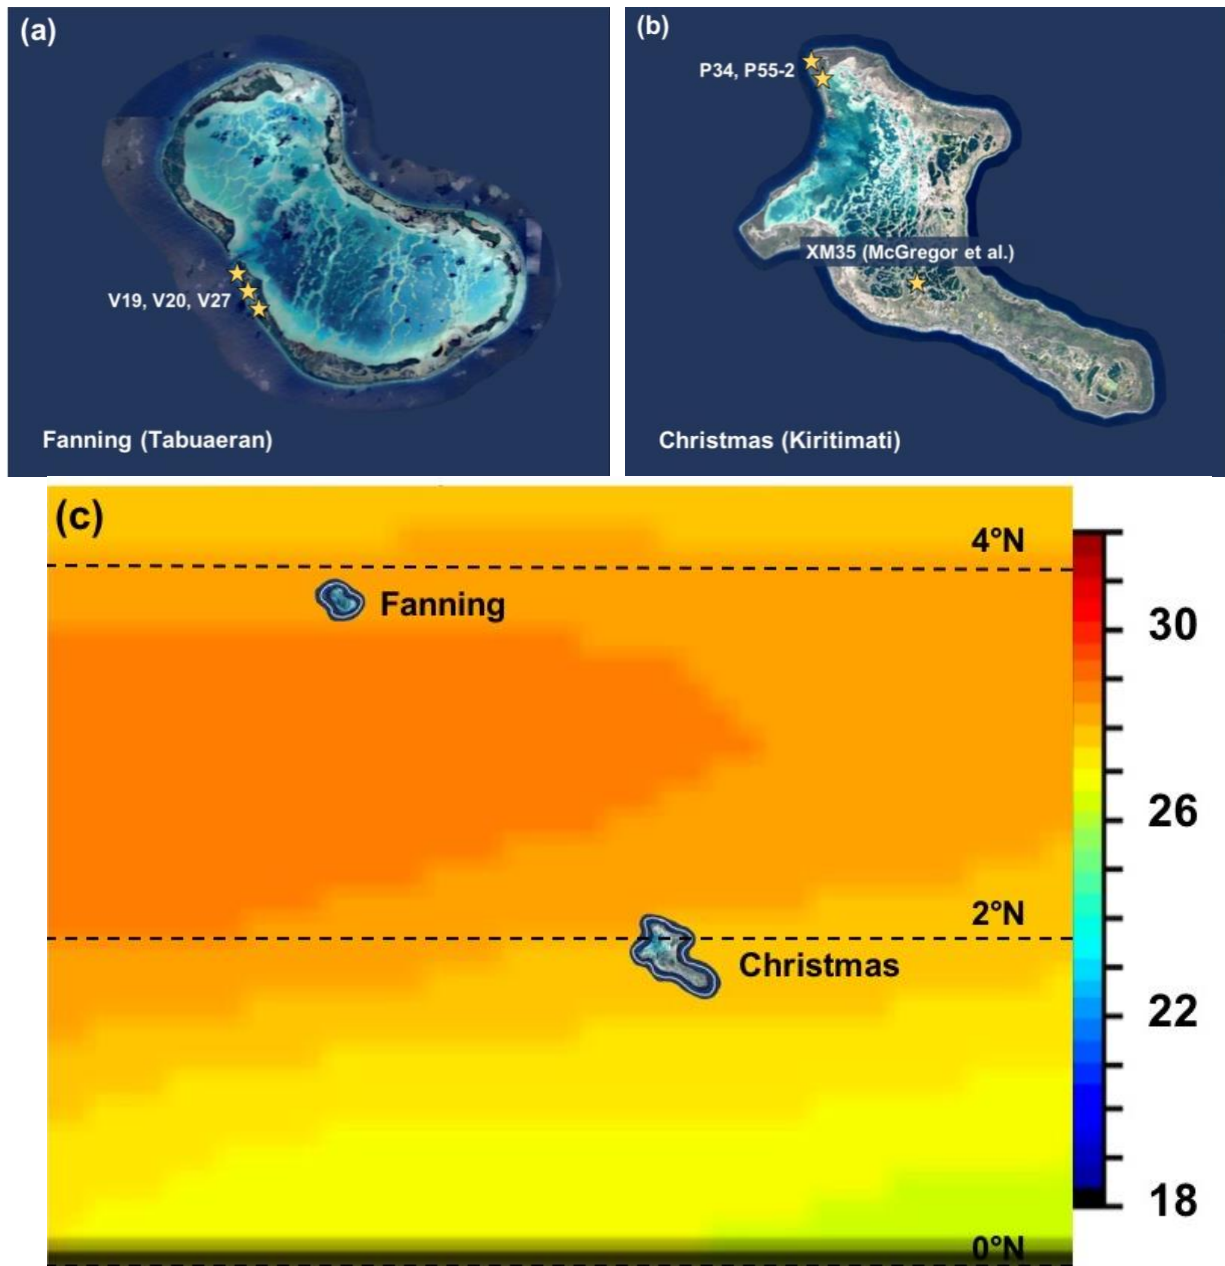 (a)
V19, V20, V27
Fanning (Tabuaeran)
(b)
P34, P55-2
XM35 (McGregor et al.)
Christmas (Kiritimati)
(c)
4°N
Fanning
2°N
Christmas
0°N
30
26
22
18